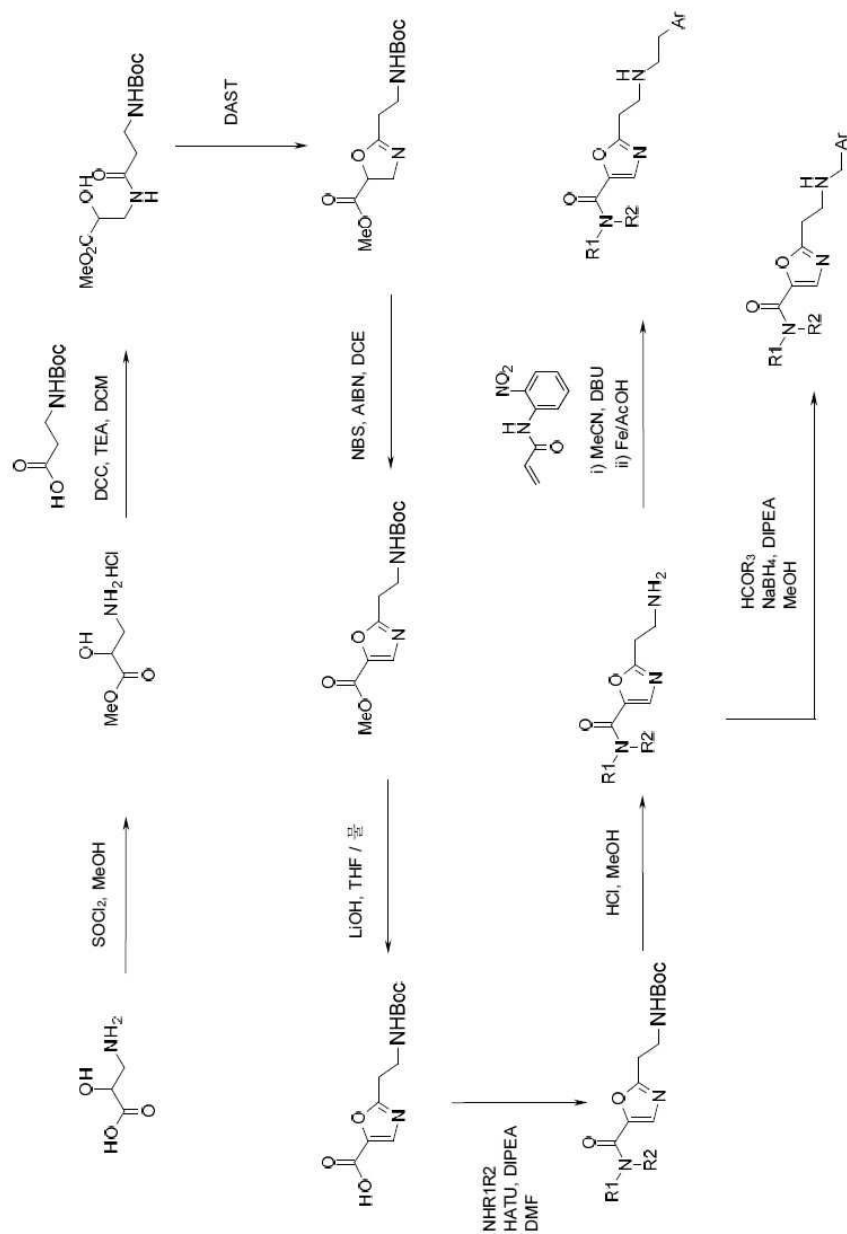 OH
HO
NH₂
O
SOCl₂, MeOH
OH
MeO
NH₂HCl
O
O
HO
NHBoc
DCC, TEA, DCM
MeO₂C
OH
O
N
H
NHBoc
DAST
O
MeO
O
N
NHBoc
NBS, AIBN, DCE
O
MeO
O
N
NHBoc
LiOH, THF / 물
O
HO
O
N
NHBoc
NHR1R2
HATU, DIPEA
DMF
O
R1
N
R2
O
N
NHBoc
HCl, MeOH
O
R1
N
R2
O
N
NH₂
O
H
N
NO₂
i) MeCN, DBU
ii) Fe/AcOH
O
R1
N
R2
O
N
H
N
Ar
HCOR₃
NaBH₄, DIPEA
MeOH
O
R1
N
R2
O
N
H
N
Ar